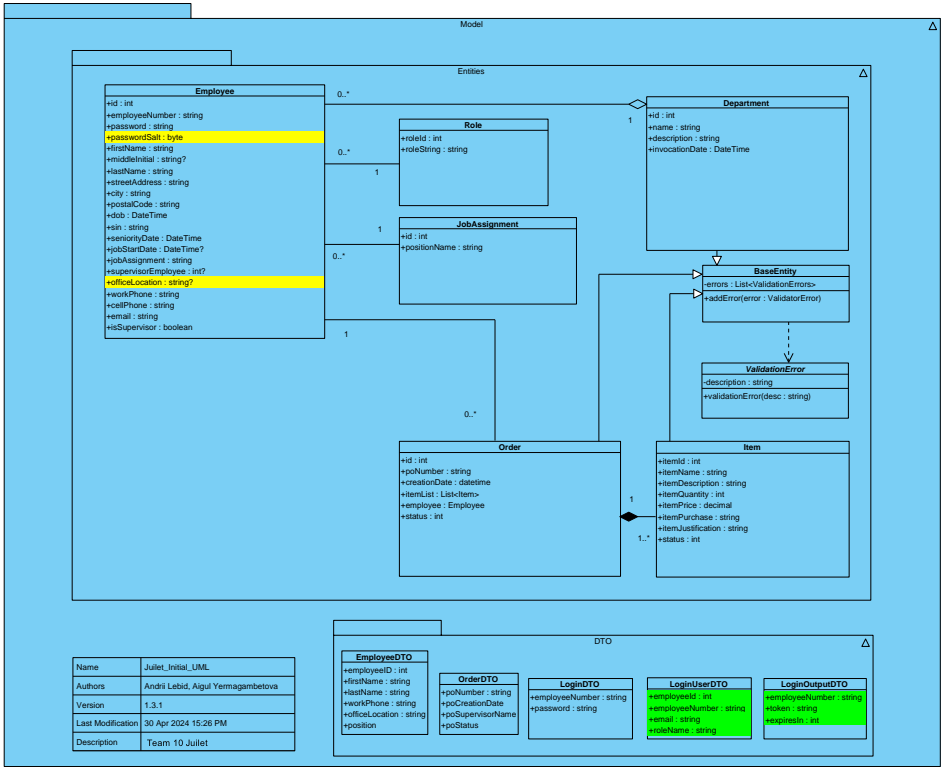 Model
Entities
Employee
+id : int
+employeeNumber : string
+password : string
+passwordSalt : byte
+firstName : string
+middleInitial : string?
+lastName : string
+streetAddress : string
+city : string
+postalCode : string
+dob : DateTime
+sin : string
+seniorityDate : DateTime
+jobStartDate : DateTime?
+jobAssignment : string
+supervisorEmployee : int?
+officeLocation : string?
+workPhone : string
+cellPhone : string
+email : string
+isSupervisor : boolean
0..*
1
0..*
1
1
0..*
1
0..*
Role
+roleId : int
+roleString : string
JobAssignment
+id : int
+positionName : string
Department
+id : int
+name : string
+description : string
+invocationDate : DateTime
BaseEntity
-errors : List<ValidationErrors>
+addError(error : ValidatorError)
ValidationError
-description : string
+validationError(desc : string)
Order
+id : int
+poNumber : string
+creationDate : datetime
+itemList : List<Item>
+employee : Employee
+status : int
1
1..*
Item
+itemId : int
+itemName : string
+itemDescription : string
+itemQuantity : int
+itemPrice : decimal
+itemPurchase : string
+itemJustification : string
+status : int
Name Juilet_Initial_UML
Authors Andrii Lebid, Aigul Yermagambetova
Version 1.3.1
Last Modification 30 Apr 2024 15:26 PM
Description Team 10 Juilet
DTO
EmployeeDTO
+employeeID : int
+firstName : string
+lastName : string
+workPhone : string
+officeLocation : string
+position
OrderDTO
+poNumber : string
+poCreationDate
+poSupervisorName
+poStatus
LoginDTO
+employeeNumber : string
+password : string
LoginUserDTO
+employeeId : int
+employeeNumber : string
+email : string
+roleName : string
LoginOutputDTO
+employeeNumber : string
+token : string
+expiresIn : int